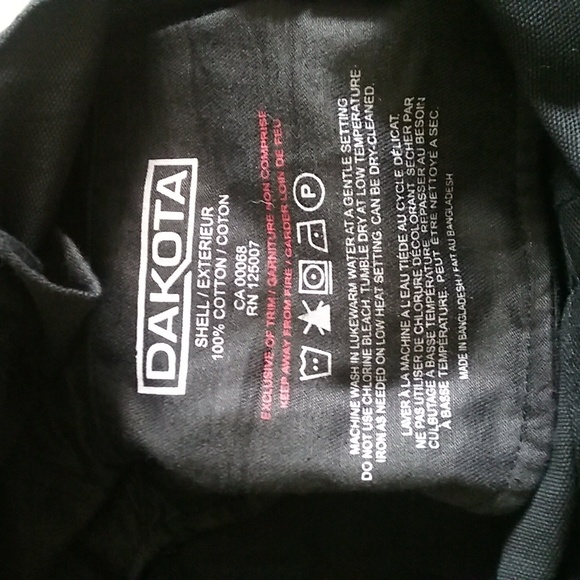 DAKOTA
SHELL / EXTERIEUR
100% COTTON / COTON
CA 00068
RN 125007
EXCLUSIVE OF TRIM / GARNITURE NON COMPRISE
KEEP AWAY FROM FIRE / GARDER LOIN DE FEU
P
MACHINE WASH IN LUKEWARM WATER AT A GENTLE SETTING
DO NOT USE CHLORINE BLEACH. TUMBLE DRY AT LOW TEMPERATURE.
IRON AS NEEDED ON LOW HEAT SETTING. CAN BE DRY-CLEANED.
LAVER À LA MACHINE À L'EAU TIÈDE AU CYCLE DÉLICAT.
NE PAS UTILISER DE CHLORURE DÉCOLORANT. SÉCHER PAR
CULBUTAGE À BASSE TEMPÉRATURE. REPASSER AU BESOIN
À BASSE TEMPÉRATURE. PEUT ÊTRE NETTOYÉ A SEC.
MADE IN BANGLADESH / FAIT AU BANGLADESH